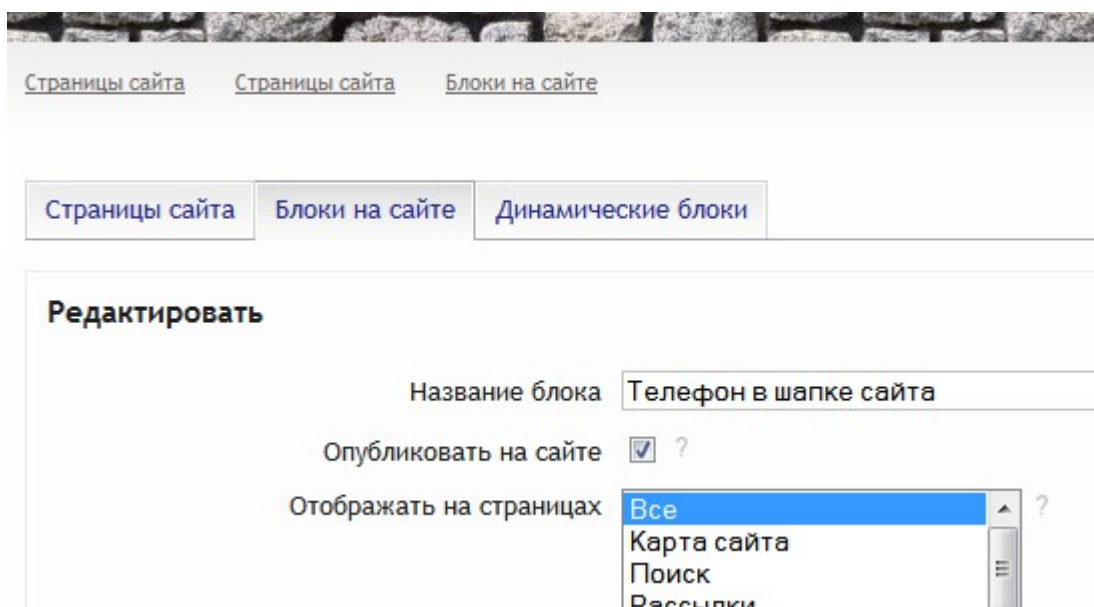 Страницы сайта Страницы сайта Блоки на сайте
Страницы сайта Блоки на сайте Динамические блоки
Редактировать
Название блока Телефон в шапке сайта
Опубликовать на сайте ?
Отображать на страницах Все ?
Карта сайта
Поиск
Рассылки